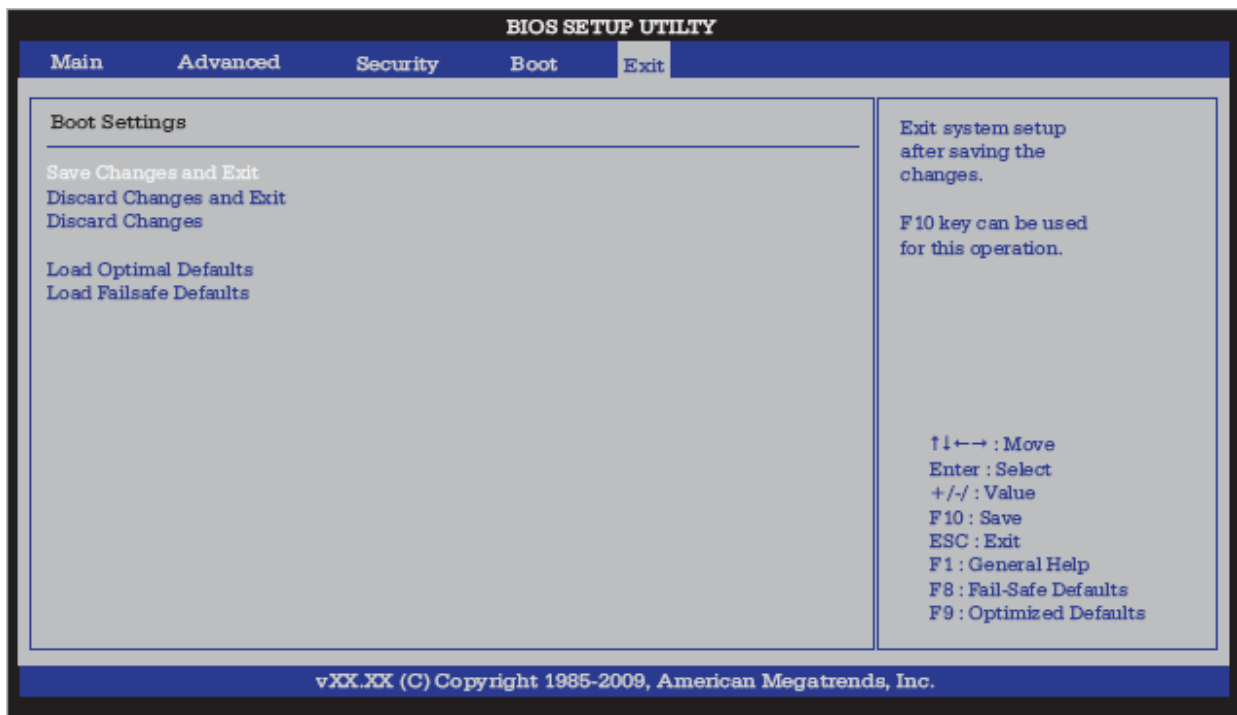 BIOS SETUP UTILTY
Main Advanced Security Boot Exit
Boot Settings
Save Changes and Exit
Discard Changes and Exit
Discard Changes
Load Optimal Defaults
Load Failsafe Defaults
Exit system setup
after saving the
changes.
F10 key can be used
for this operation.
↑↓←→ : Move
Enter : Select
+/-/ : Value
F10 : Save
ESC : Exit
F1 : General Help
F8 : Fail-Safe Defaults
F9 : Optimized Defaults
vXX.XX (C) Copyright 1985-2009, American Megatrends, Inc.